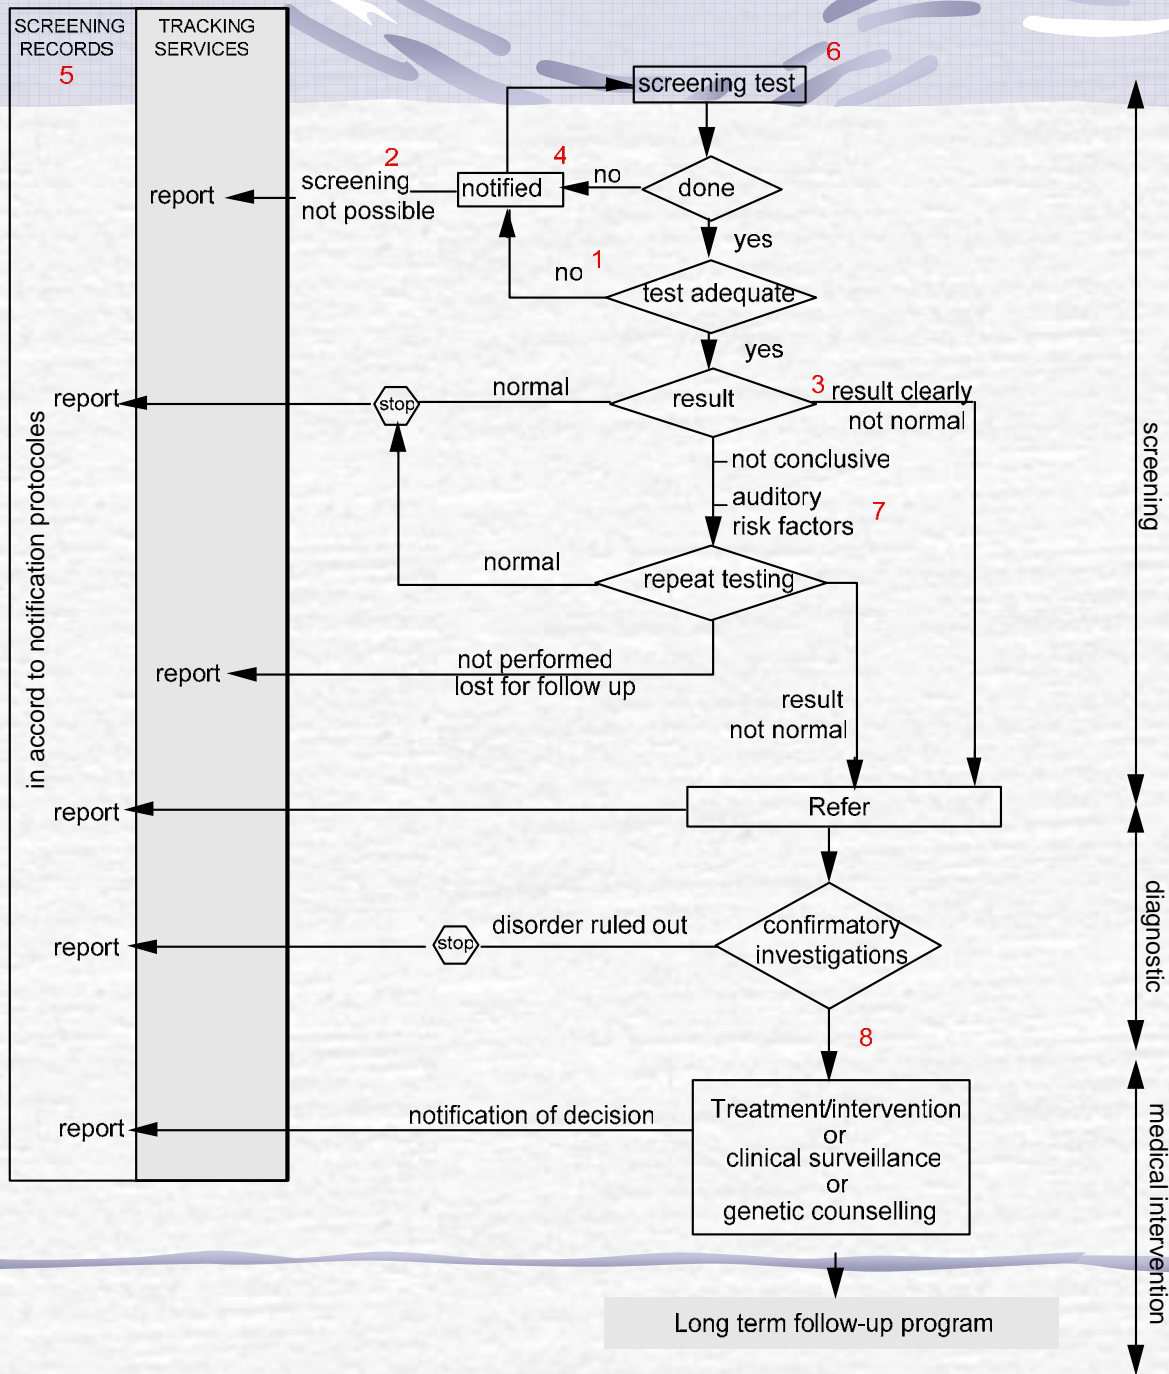 SCREENING
RECORDS
5
TRACKING
SERVICES
6
screening test
2
4
screening
not possible
notified
no
done
report
yes
1
no
test adequate
yes
normal
3
result clearly
not normal
report
stop
result
not conclusive
auditory
risk factors
7
normal
repeat testing
not performed
lost for follow up
report
result
not normal
in accord to notification protocoles
screening
report
Refer
disorder ruled out
confirmatory
investigations
report
stop
diagnostic
8
notification of decision
report
Treatment/intervention
or
clinical surveillance
or
genetic counselling
medical intervention
Long term follow-up program